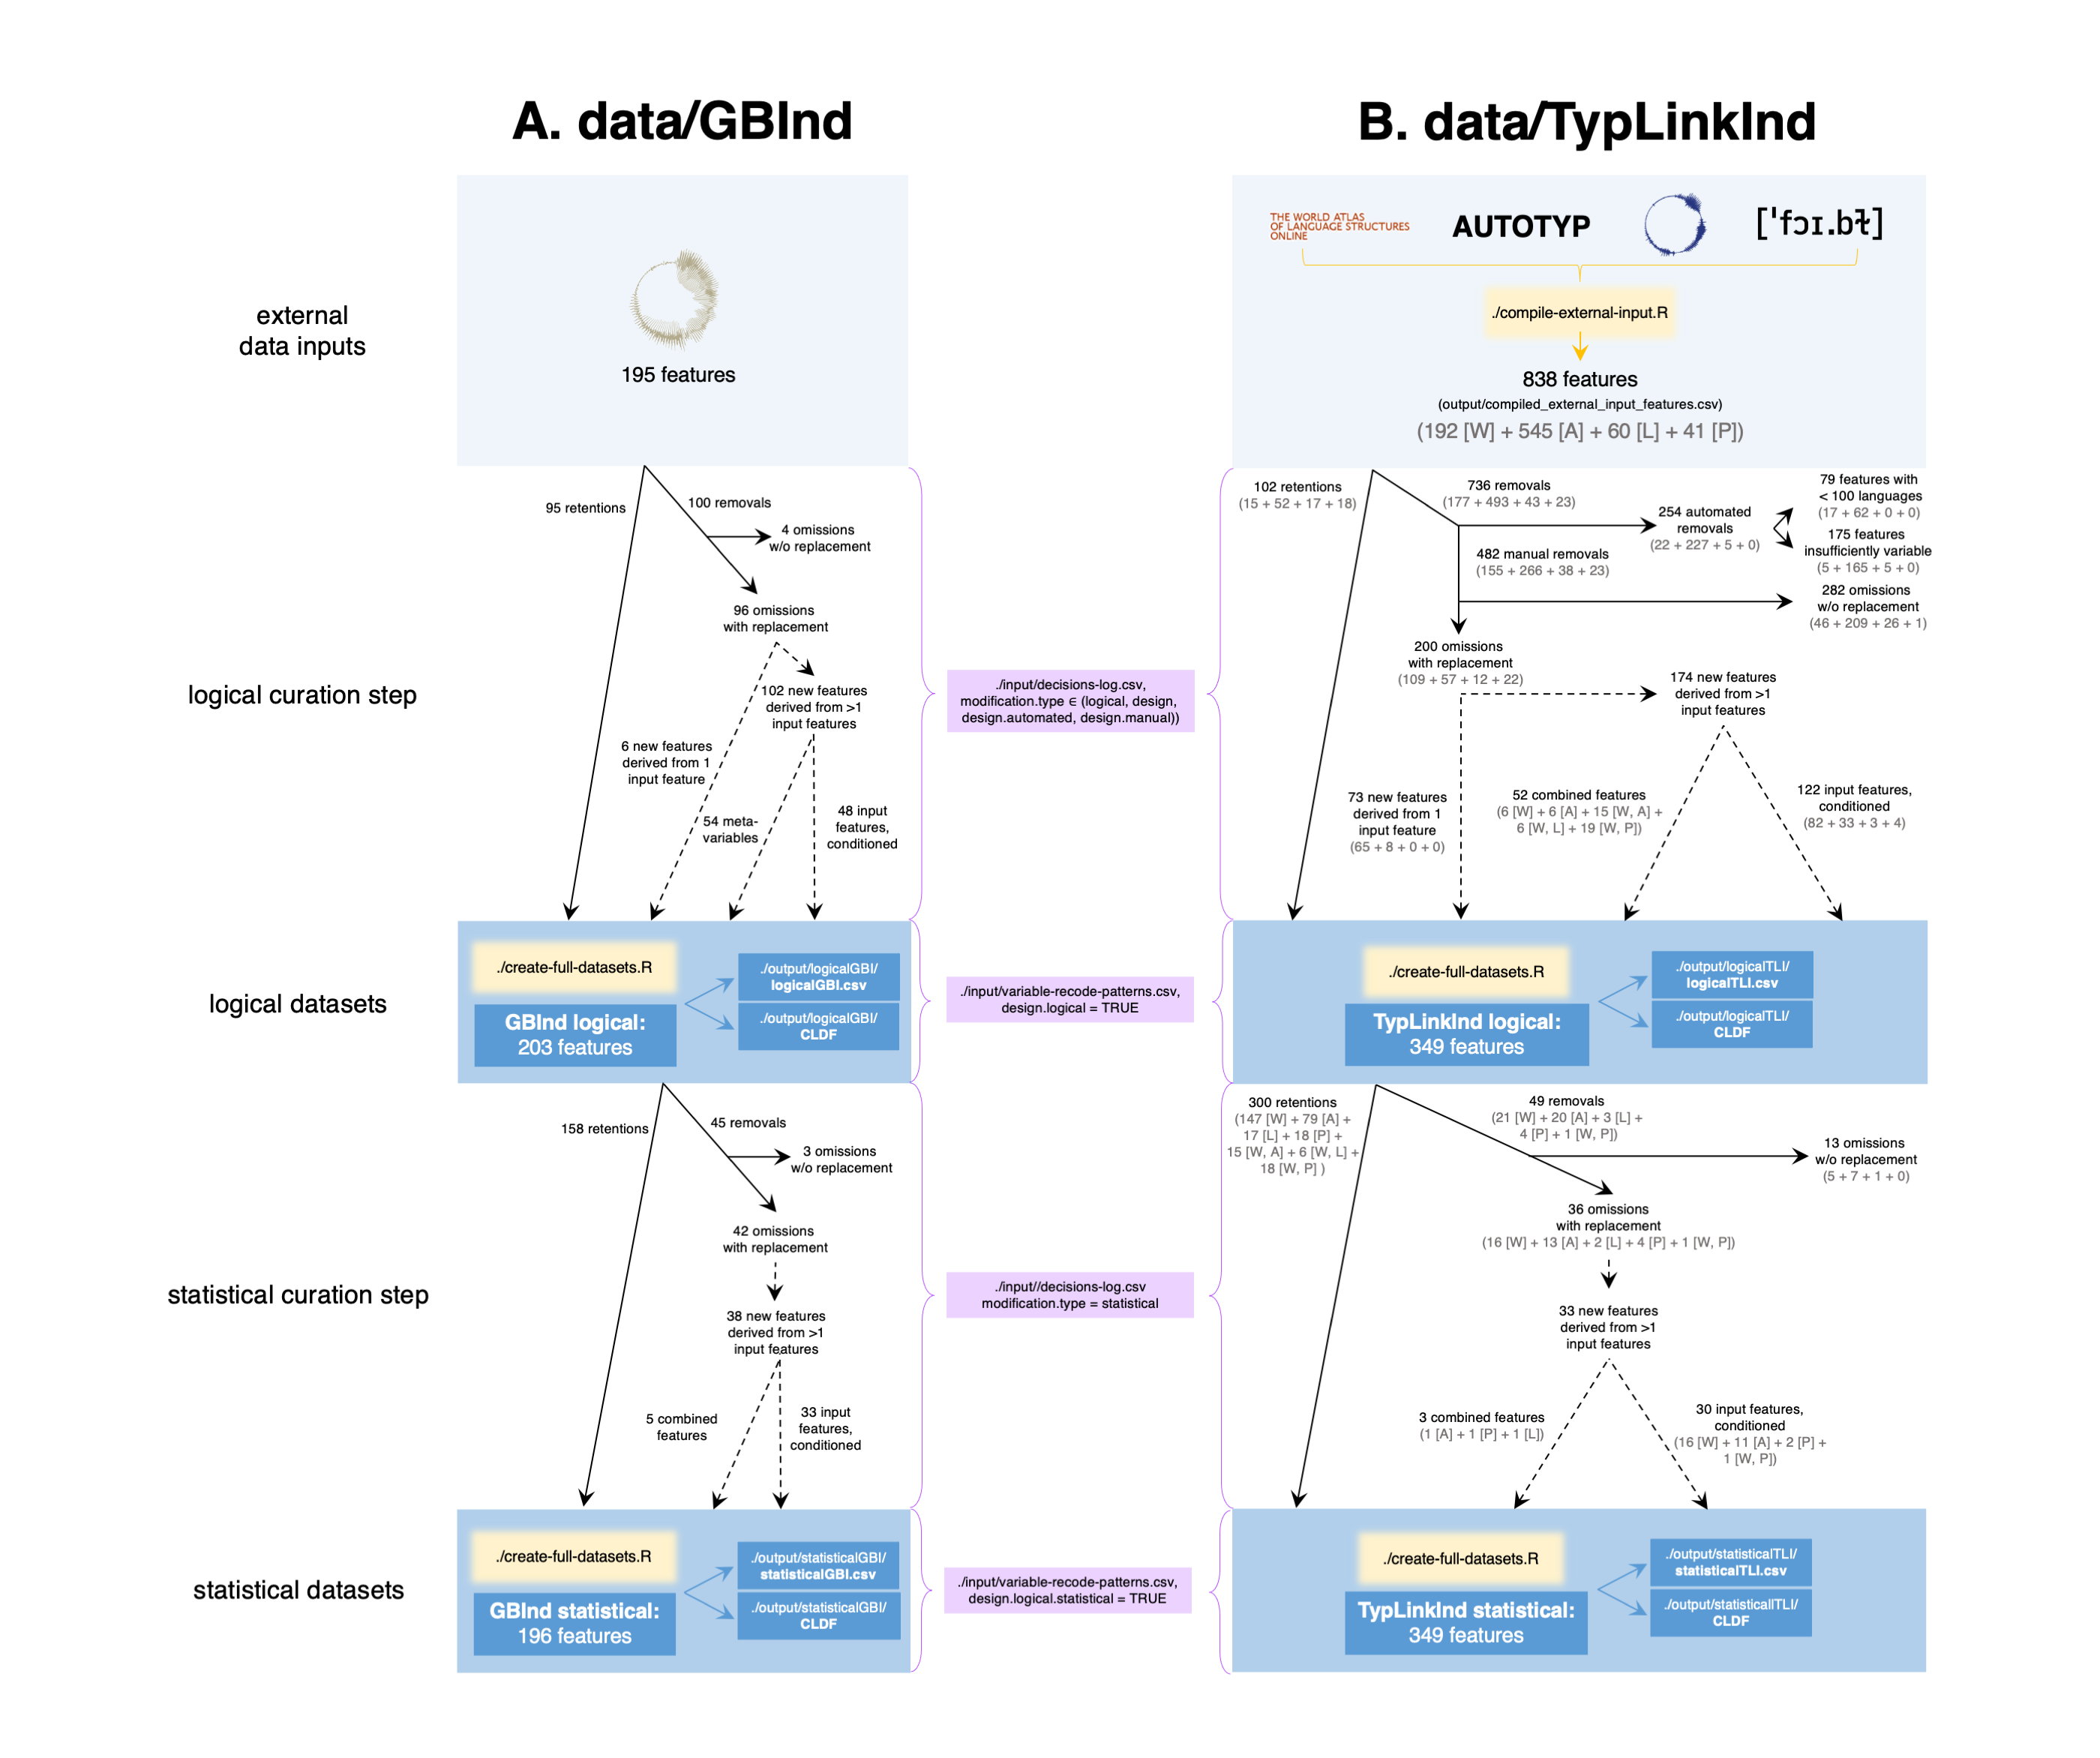 A. data/GBInd
B. data/TypLinkInd
external
data inputs
195 features
THE WORLD ATLAS
OF LANGUAGE STRUCTURES
ONLINE
AUTOTYP
[ˈfɔɪ.bɫ]
./compile-external-input.R
838 features
(output/compiled_external_input_features.csv)
(192 [W] + 545 [A] + 60 [L] + 41 [P])
logical curation step
95 retentions
100 removals
4 omissions
w/o replacement
96 omissions
with replacement
102 new features
derived from >1
input features
6 new features
derived from 1
input feature
54 meta-
variables
48 input
features,
conditioned
./input/decisions-log.csv,
modification.type ∈ (logical, design,
design.automated, design.manual))
102 retentions
(15 + 52 + 17 + 18)
736 removals
(177 + 493 + 43 + 23)
254 automated
removals
(22 + 227 + 5 + 0)
79 features with
< 100 languages
(17 + 62 + 0 + 0)
175 features
insufficiently variable
(5 + 165 + 5 + 0)
482 manual removals
(155 + 266 + 38 + 23)
282 omissions
w/o replacement
(46 + 209 + 26 + 1)
200 omissions
with replacement
(109 + 57 + 12 + 22)
174 new features
derived from >1
input features
73 new features
derived from 1
input feature
(65 + 8 + 0 + 0)
52 combined features
(6 [W] + 6 [A] + 15 [W, A] +
6 [W, L] + 19 [W, P])
122 input features,
conditioned
(82 + 33 + 3 + 4)
logical datasets
./create-full-datasets.R
GBInd logical:
203 features
./output/logicalGBI/
logicalGBI.csv
./output/logicalGBI/
CLDF
./input/variable-recode-patterns.csv,
design.logical = TRUE
./create-full-datasets.R
TypLinkInd logical:
349 features
./output/logicalTLI/
logicalTLI.csv
./output/logicalTLI/
CLDF
statistical curation step
158 retentions
45 removals
3 omissions
w/o replacement
42 omissions
with replacement
38 new features
derived from >1
input features
5 combined
features
33 input
features,
conditioned
./input//decisions-log.csv
modification.type = statistical
300 retentions
(147 [W] + 79 [A] +
17 [L] + 18 [P] +
15 [W, A] + 6 [W, L] +
18 [W, P] )
49 removals
(21 [W] + 20 [A] + 3 [L] +
4 [P] + 1 [W, P])
13 omissions
w/o replacement
(5 + 7 + 1 + 0)
36 omissions
with replacement
(16 [W] + 13 [A] + 2 [L] + 4 [P] + 1 [W, P])
33 new features
derived from >1
input features
3 combined features
(1 [A] + 1 [P] + 1 [L])
30 input features,
conditioned
(16 [W] + 11 [A] + 2 [P] +
1 [W, P])
statistical datasets
./create-full-datasets.R
GBInd statistical:
196 features
./output/statisticalGBI/
statisticalGBI.csv
./output/statisticalGBI/
CLDF
./input/variable-recode-patterns.csv,
design.logical.statistical = TRUE
./create-full-datasets.R
TypLinkInd statistical:
349 features
./output/statisticalTLI/
statisticalTLI.csv
./output/statisticallTLI/
CLDF